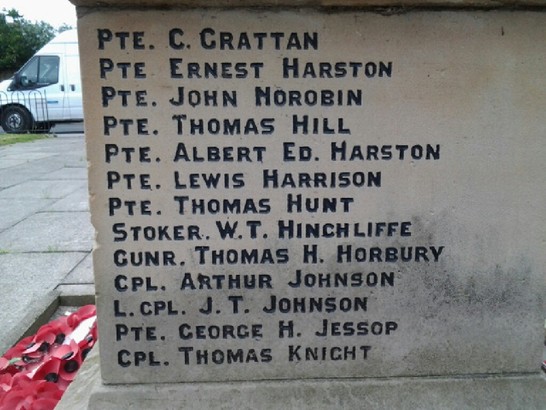 PTE. C. GRATTAN
PTE ERNEST HARSTON
PTE. JOHN NOROBIN
PTE. THOMAS HILL
PTE. ALBERT ED. HARSTON
PTE. LEWIS HARRISON
PTE. THOMAS HUNT
STOKER. W. T. HINCHLIFFE
GUNR. THOMAS H. HORBURY
CPL. ARTHUR JOHNSON
L. CPL. J. T. JOHNSON
PTE. GEORGE H. JESSOP
CPL. THOMAS KNIGHT